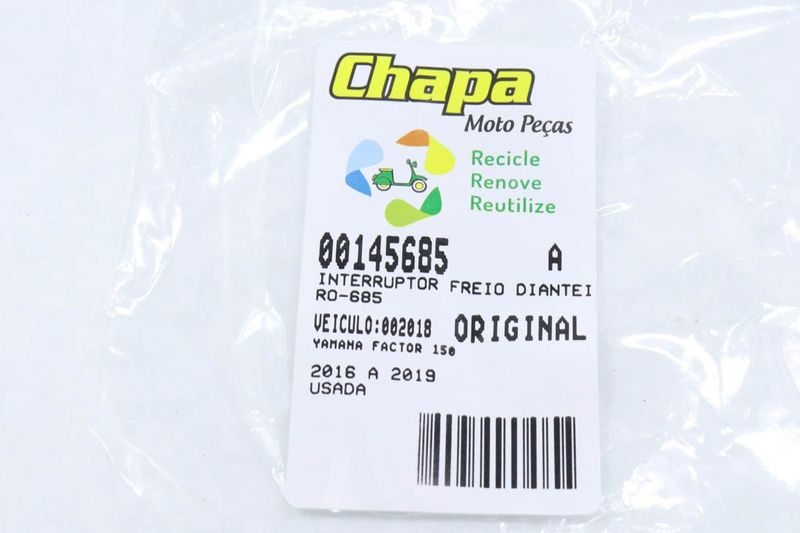 Chapa
Moto Peças
Recicle
Renove
Reutilize
00145685 A
INTERRUPTOR FREIO DIANTEI
RO-685
VEICULO:002018 ORIGINAL
YAMAHA FACTOR 150
2016 A 2019
USADA